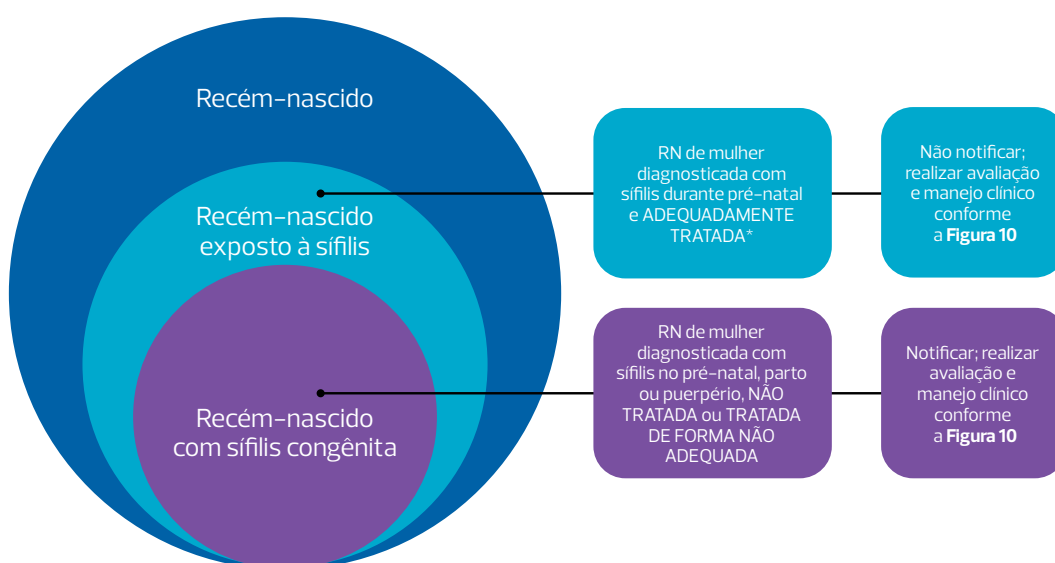 Recém-nascido
Recém-nascido
exposto à sífilis
Recém-nascido
com sífilis congênita
RN de mulher
diagnosticada com
sífilis durante pré-natal
e ADEQUADAMENTE
TRATADA*
Não notificar;
realizar avaliação
e manejo clínico
conforme
a Figura 10
RN de mulher
diagnosticada com
sífilis no pré-natal, parto
ou puerpério, NÃO
TRATADA ou TRATADA
DE FORMA NÃO
ADEQUADA
Notificar; realizar
avaliação e
manejo clínico
conforme
a Figura 10